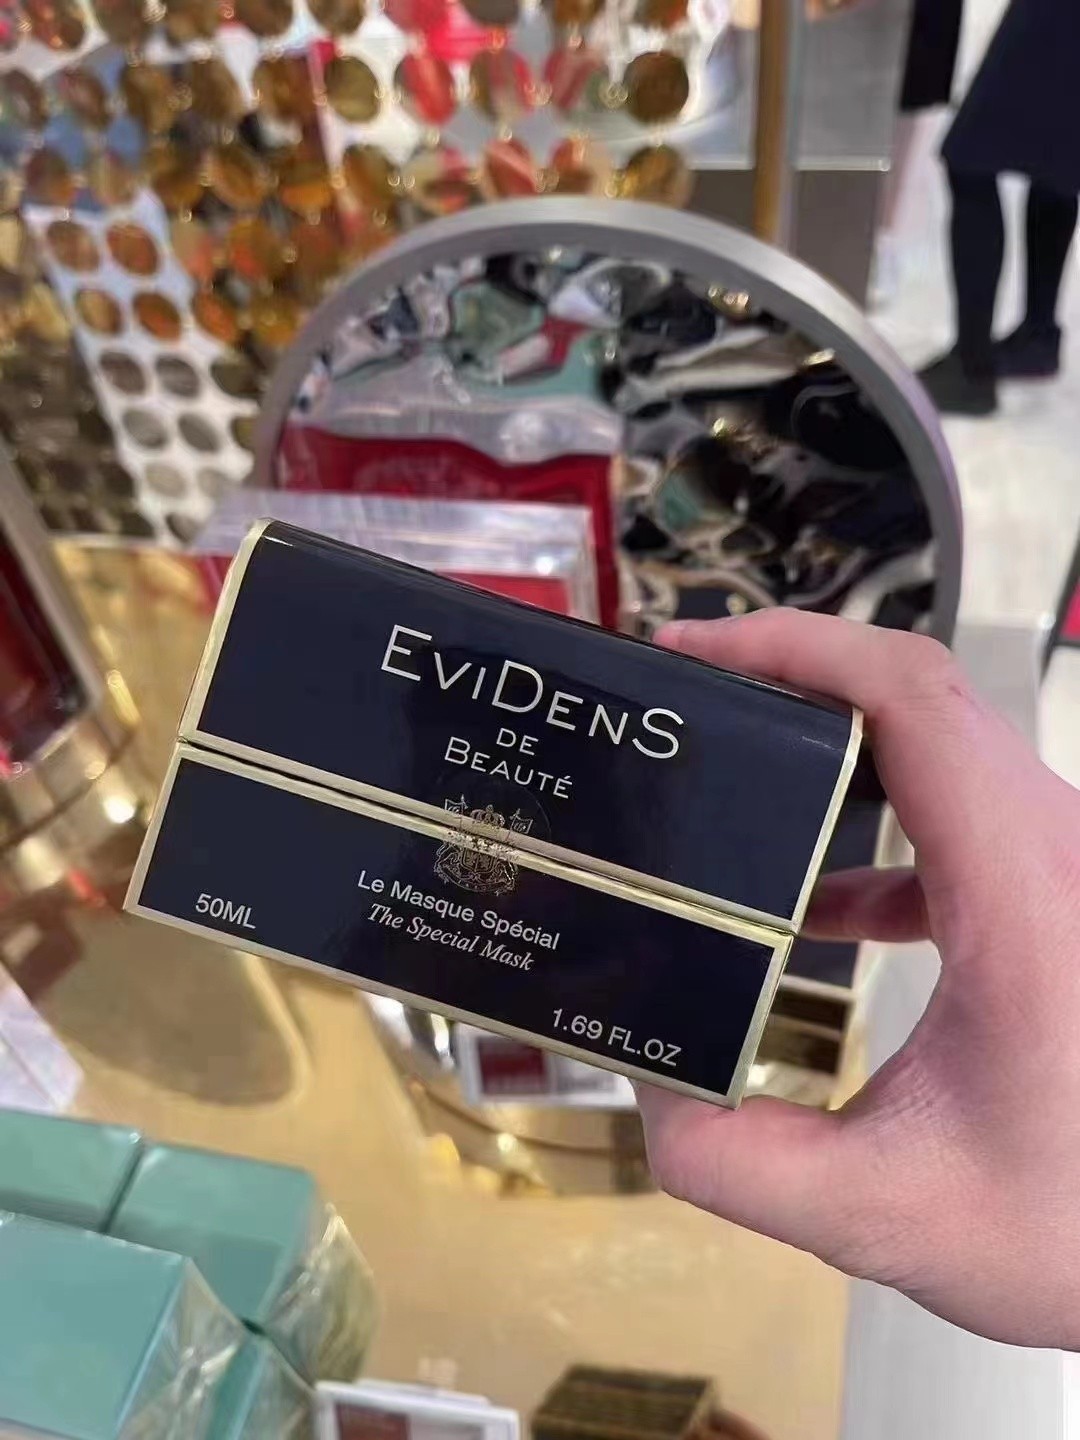 EviDenS
DE
BEAUTÉ
Le Masque Spécial
The Special Mask
50ML
1.69 FL.OZ